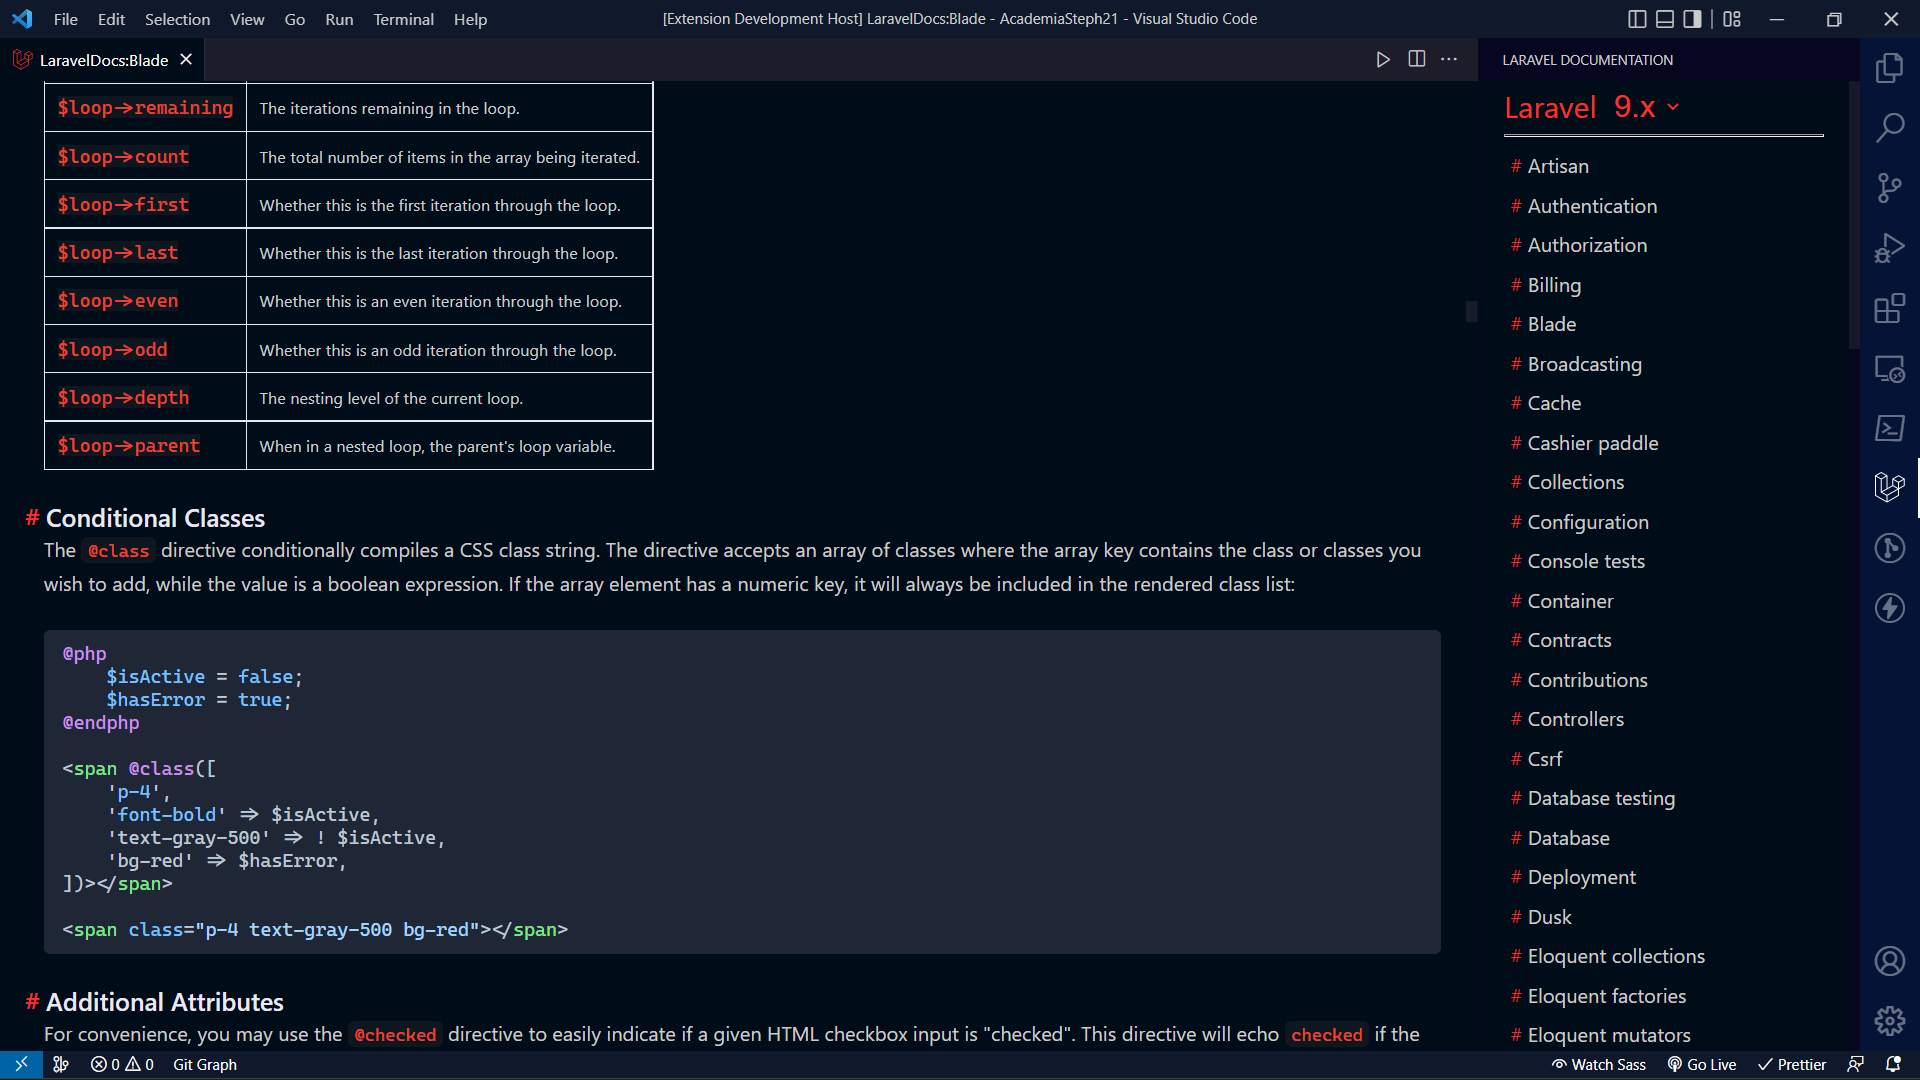 File Edit Selection View Go Run Terminal Help
[Extension Development Host] LaravelDocs:Blade - AcademiaSteph21 - Visual Studio Code
LaravelDocs:Blade
$loop->remaining The iterations remaining in the loop.
$loop->count The total number of items in the array being iterated.
$loop->first Whether this is the first iteration through the loop.
$loop->last Whether this is the last iteration through the loop.
$loop->even Whether this is an even iteration through the loop.
$loop->odd Whether this is an odd iteration through the loop.
$loop->depth The nesting level of the current loop.
$loop->parent When in a nested loop, the parent's loop variable.
# Conditional Classes
The @class directive conditionally compiles a CSS class string. The directive accepts an array of classes where the array key contains the class or classes you
wish to add, while the value is a boolean expression. If the array element has a numeric key, it will always be included in the rendered class list:
@php
    $isActive = false;
    $hasError = true;
@endphp
<span @class([
    'p-4',
    'font-bold' => $isActive,
    'text-gray-500' => ! $isActive,
    'bg-red' => $hasError,
])></span>
<span class="p-4 text-gray-500 bg-red"></span>
# Additional Attributes
For convenience, you may use the @checked directive to easily indicate if a given HTML checkbox input is "checked". This directive will echo checked if the
LARAVEL DOCUMENTATION
Laravel 9.x
# Artisan
# Authentication
# Authorization
# Billing
# Blade
# Broadcasting
# Cache
# Cashier paddle
# Collections
# Configuration
# Console tests
# Container
# Contracts
# Contributions
# Controllers
# Csrf
# Database testing
# Database
# Deployment
# Dusk
# Eloquent collections
# Eloquent factories
# Eloquent mutators
0 0 Git Graph
Watch Sass Go Live Prettier